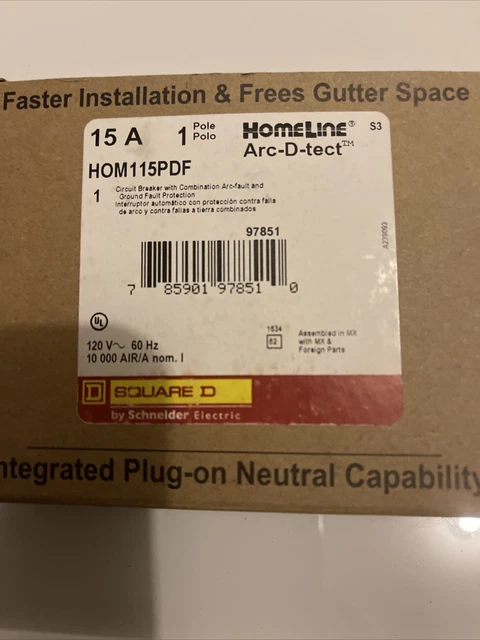 Faster Installation & Frees Gutter Space
15 A 1 Pole Polo HOMELINE® S3
Arc-D-tect™
HOM115PDF
1 Circuit Breaker with Combination Arc-fault and
Ground Fault Protection
Interruptor automático con protección contra falla
de arco y contra fallas a tierra combinados
97851
A239093
7 85901 97851 0
UL
120 V~ 60 Hz
10 000 AIR/A nom. I
1634
62
Assembled in MX
with MX &
Foreign Parts
D SQUARE D
by Schneider Electric
ntegrated Plug-on Neutral Capability